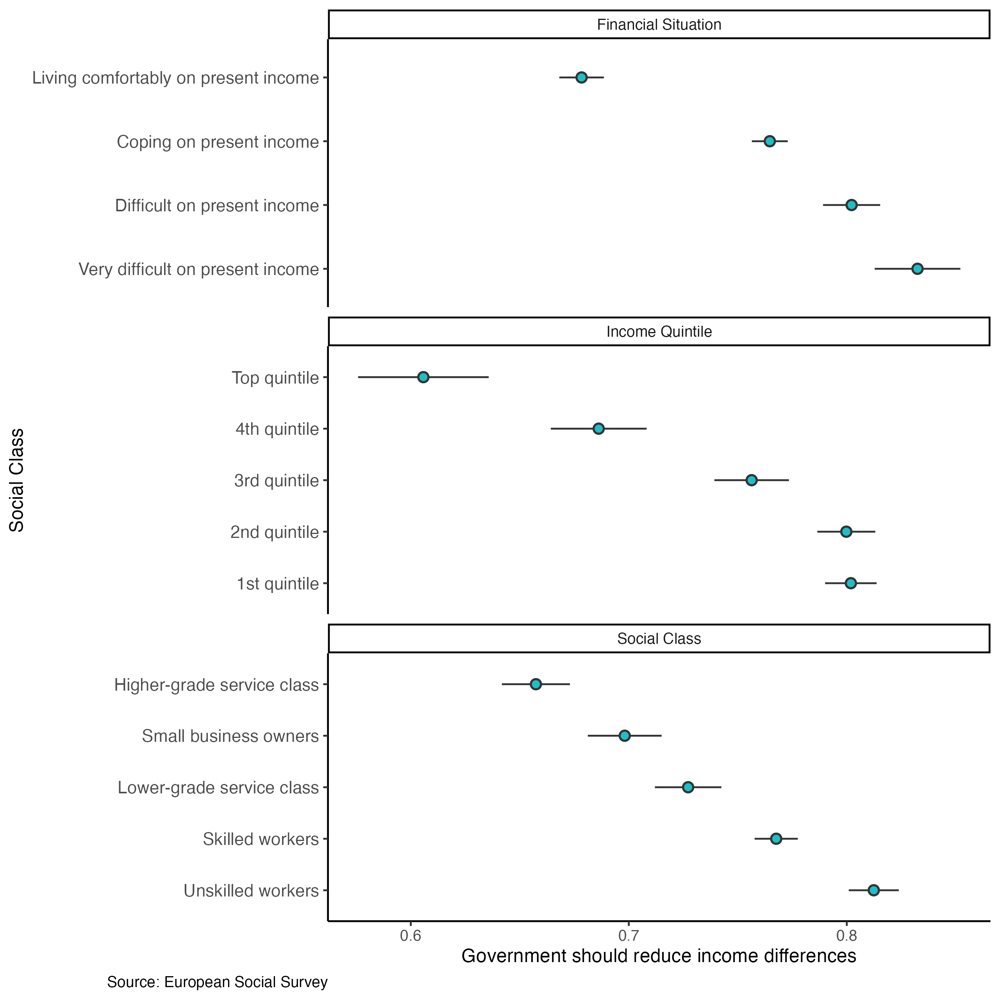 Financial Situation
Living comfortably on present income
Coping on present income
Difficult on present income
Very difficult on present income
Income Quintile
Top quintile
4th quintile
3rd quintile
2nd quintile
1st quintile
Social Class
Social Class
Higher-grade service class
Small business owners
Lower-grade service class
Skilled workers
Unskilled workers
0.6 0.7 0.8
Government should reduce income differences
Source: European Social Survey